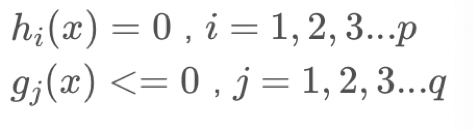 h_i(x) = 0 , i = 1, 2, 3...p
g_j(x) <= 0 , j = 1, 2, 3...q